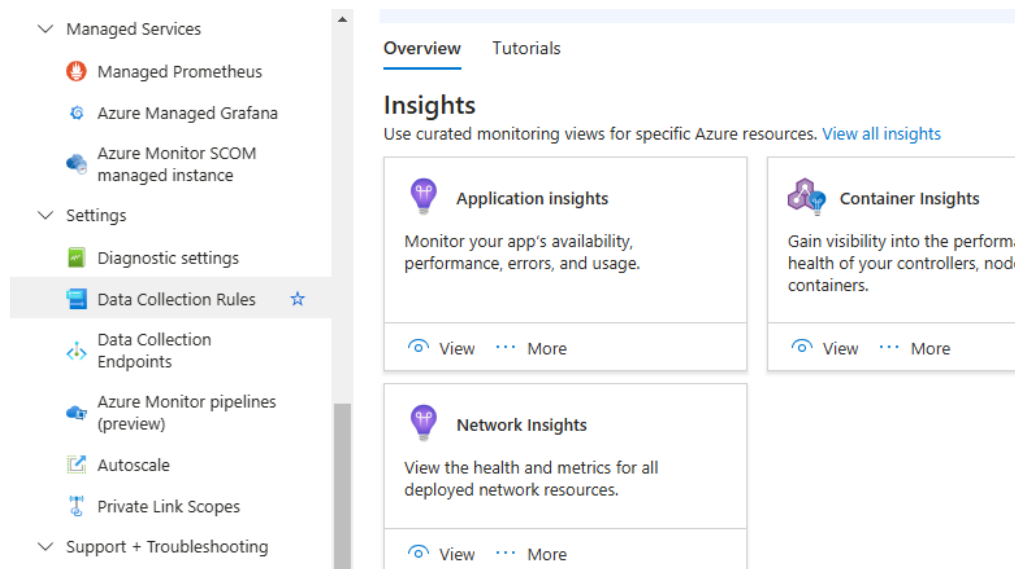 Managed Services
Managed Prometheus
Azure Managed Grafana
Azure Monitor SCOM
managed instance
Settings
Diagnostic settings
Data Collection Rules
Data Collection
Endpoints
Azure Monitor pipelines
(preview)
Autoscale
Private Link Scopes
Support + Troubleshooting
Overview Tutorials
Insights
Use curated monitoring views for specific Azure resources. View all insights
Application insights
Monitor your app's availability,
performance, errors, and usage.
View ··· More
Container Insights
Gain visibility into the
health of your controllers,
containers.
View ··· More
Network Insights
View the health and metrics for all
deployed network resources.
View ··· More